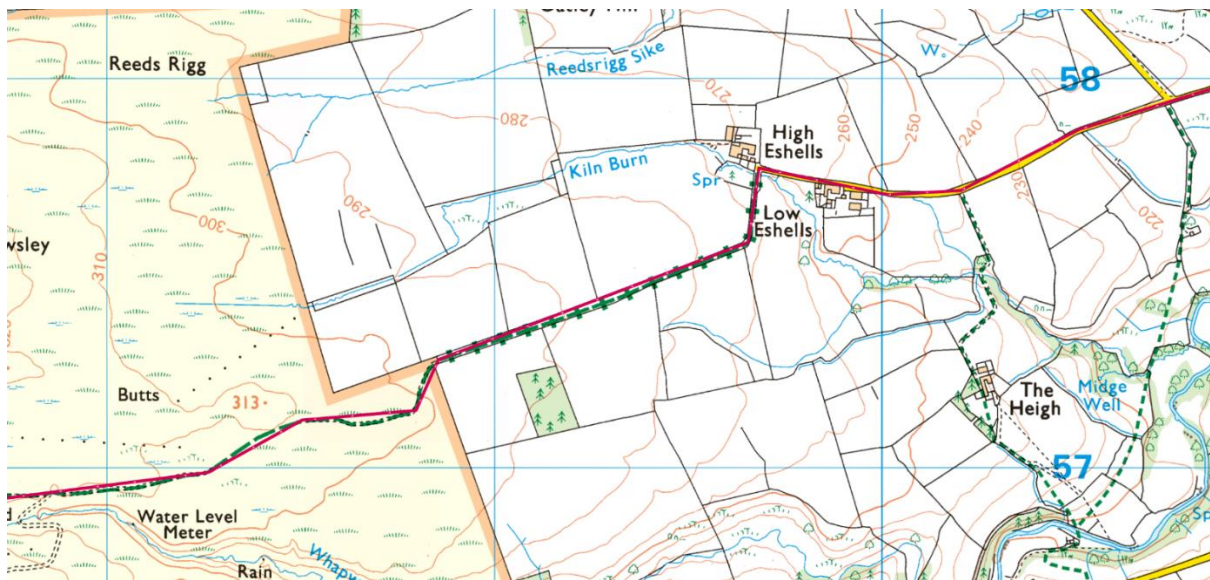 Reeds Rigg
Reedsrigg Sike
W.
58
270
High
Eshells
260
250
240
280
Kiln Burn
Spr
Low
Eshells
230
220
290
300
310
Butts
313
The
Heigh
Midge
Well
57
Water Level
Meter
Rain